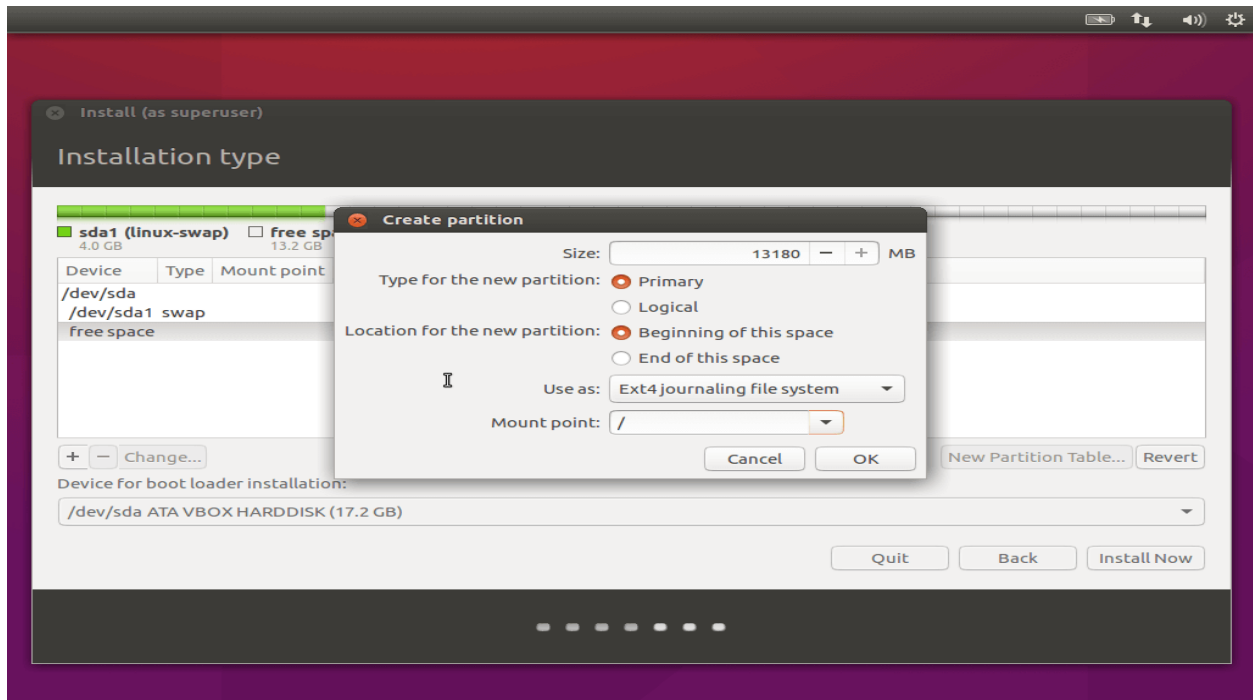 Install (as superuser)
Installation type
sda1 (linux-swap) free sp
4.0 GB 13.2 GB
Device Type Mount point
/dev/sda
/dev/sda1 swap
free space
Create partition
Size: 13180 − + MB
Type for the new partition: Primary
Logical
Location for the new partition: Beginning of this space
End of this space
Use as: Ext4 journaling file system
Mount point: /
Cancel OK
+ − Change... New Partition Table... Revert
Device for boot loader installation:
/dev/sda ATA VBOX HARDDISK (17.2 GB)
Quit Back Install Now